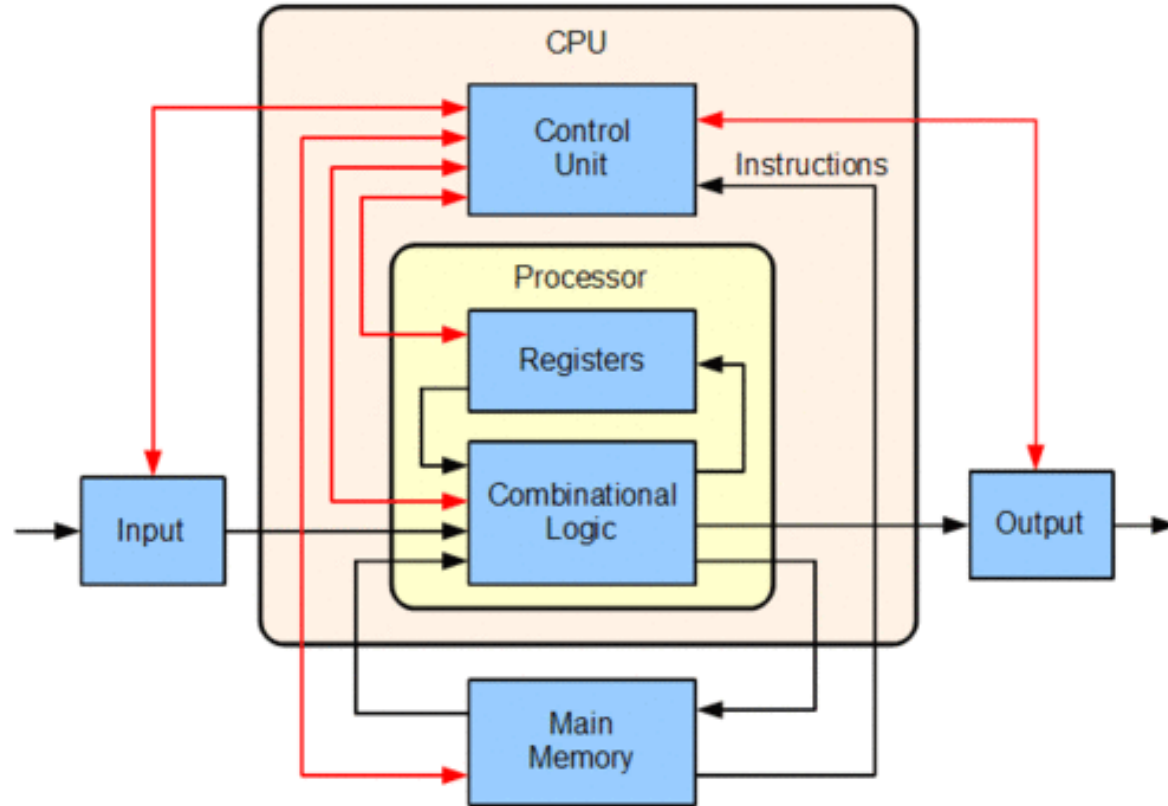 CPU
Control
Unit
Instructions
Processor
Registers
Combinational
Logic
Input
Output
Main
Memory